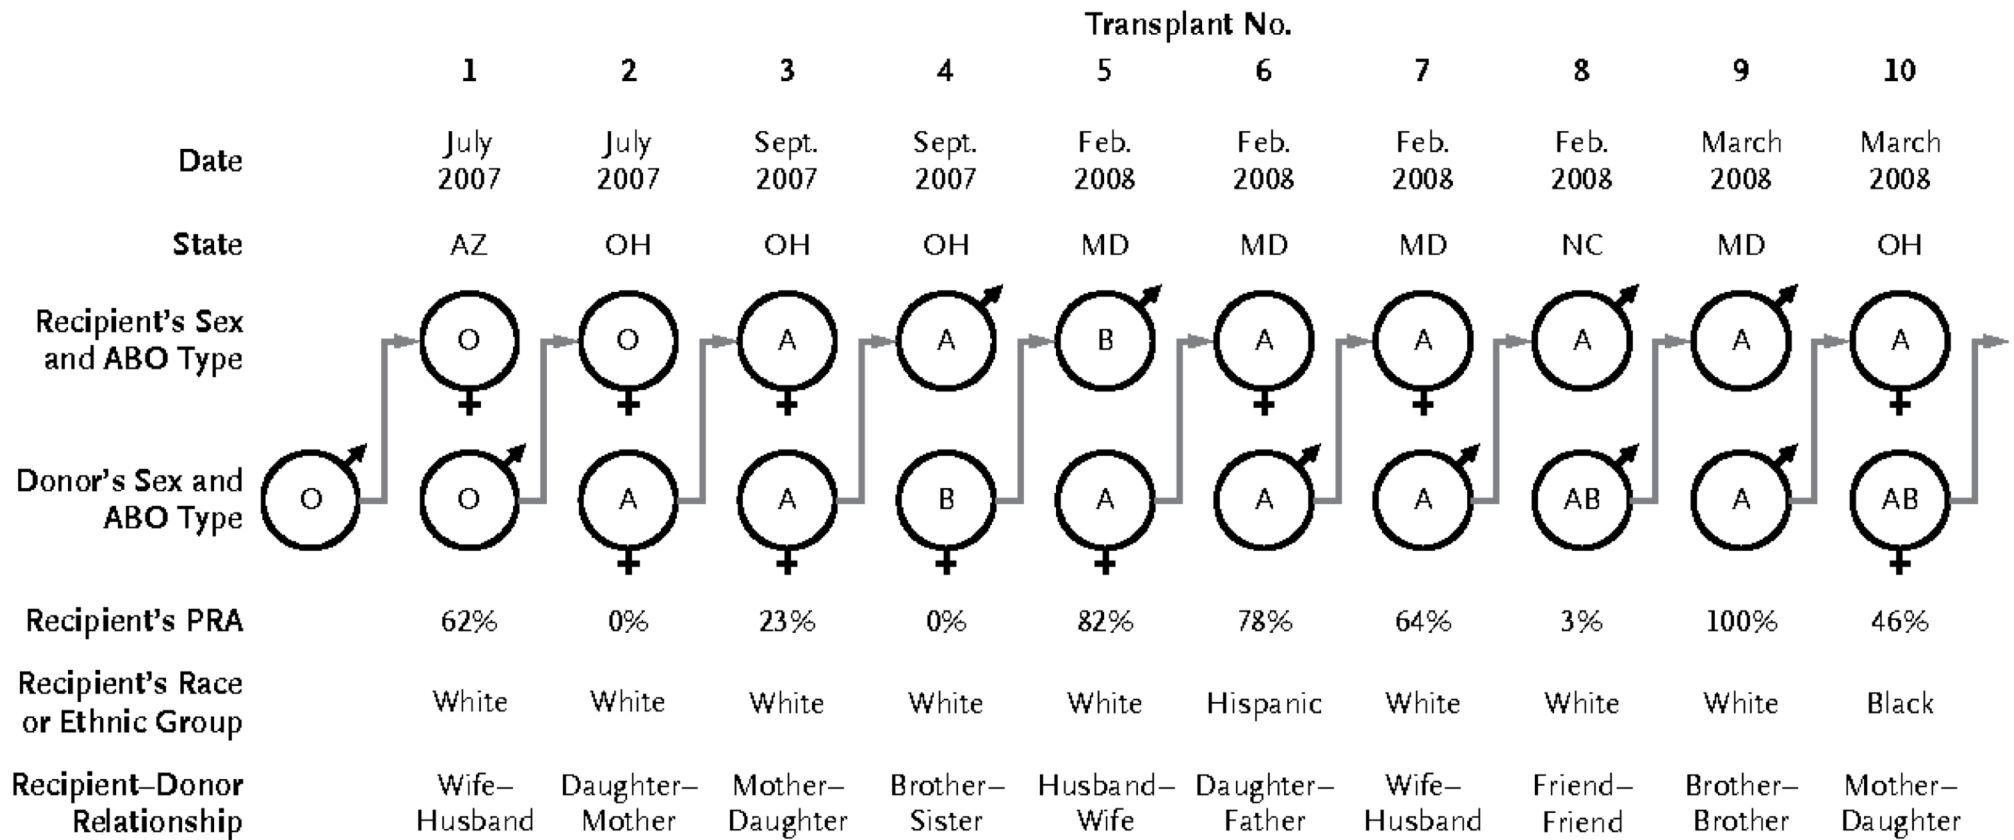 Transplant No.
1 2 3 4 5 6 7 8 9 10
July July Sept. Sept. Feb. Feb. Feb. Feb. March March
Date
2007 2007 2007 2007 2008 2008 2008 2008 2008 2008
State AZ OH OH OH MD MD MD NC MD OH
Recipient's Sex
and ABO Type
O O A A B A A A A A
Donor's Sex and
ABO Type
O O A A B A A A AB A AB
Recipient's PRA 62% 0% 23% 0% 82% 78% 64% 3% 100% 46%
Recipient's Race
or Ethnic Group
White White White White White Hispanic White White White Black
Recipient–Donor
Relationship
Wife– Daughter– Mother– Brother– Husband– Daughter– Wife– Friend– Brother– Mother–
Husband Mother Daughter Sister Wife Father Husband Friend Brother Daughter